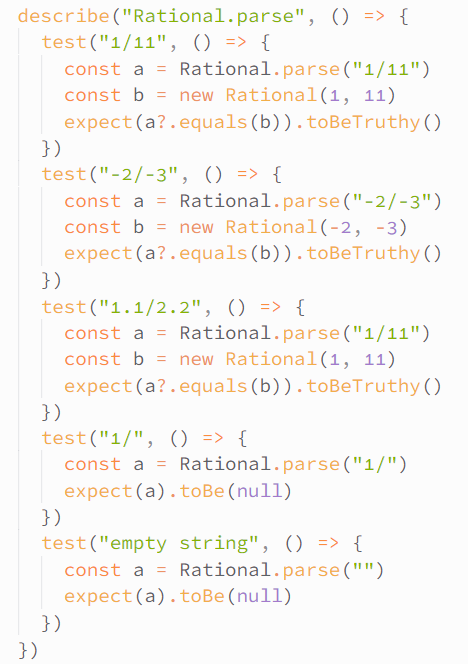 describe("Rational.parse", () => {
  test("1/11", () => {
    const a = Rational.parse("1/11")
    const b = new Rational(1, 11)
    expect(a?.equals(b)).toBeTruthy()
  })
  test("-2/-3", () => {
    const a = Rational.parse("-2/-3")
    const b = new Rational(-2, -3)
    expect(a?.equals(b)).toBeTruthy()
  })
  test("1.1/2.2", () => {
    const a = Rational.parse("1/11")
    const b = new Rational(1, 11)
    expect(a?.equals(b)).toBeTruthy()
  })
  test("1/", () => {
    const a = Rational.parse("1/")
    expect(a).toBe(null)
  })
  test("empty string", () => {
    const a = Rational.parse("")
    expect(a).toBe(null)
  })
})